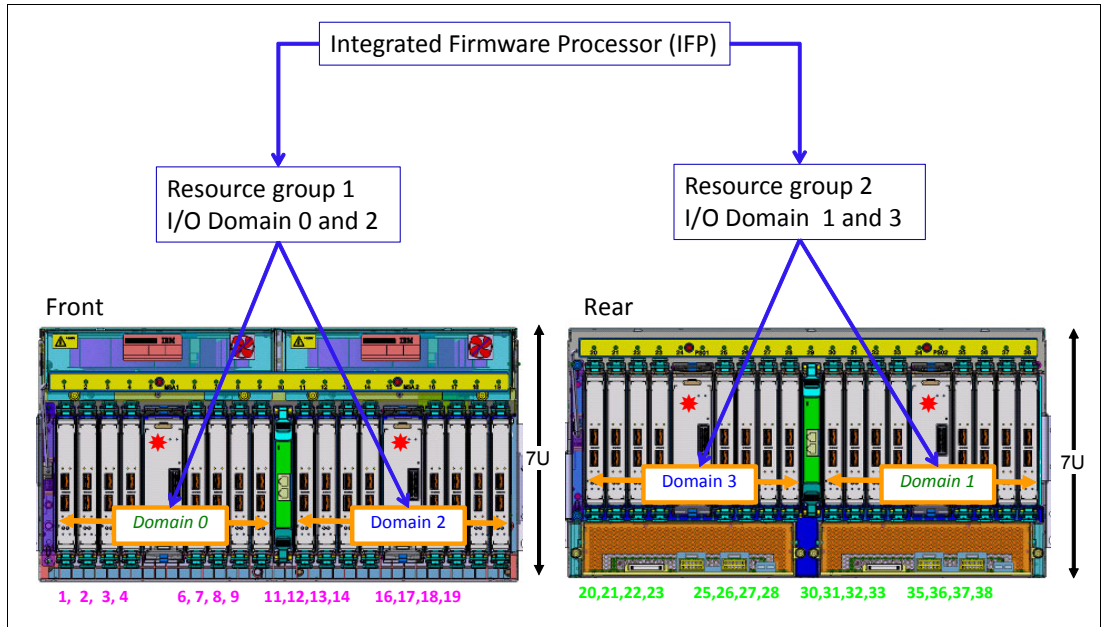 Integrated Firmware Processor (IFP)
Resource group 1
I/O Domain 0 and 2
Resource group 2
I/O Domain 1 and 3
Front
Rear
IBM
IBM
7U
7U
Domain 0
Domain 2
Domain 3
Domain 1
1, 2, 3, 4
6, 7, 8, 9
11,12,13,14
16,17,18,19
20,21,22,23
25,26,27,28
30,31,32,33
35,36,37,38